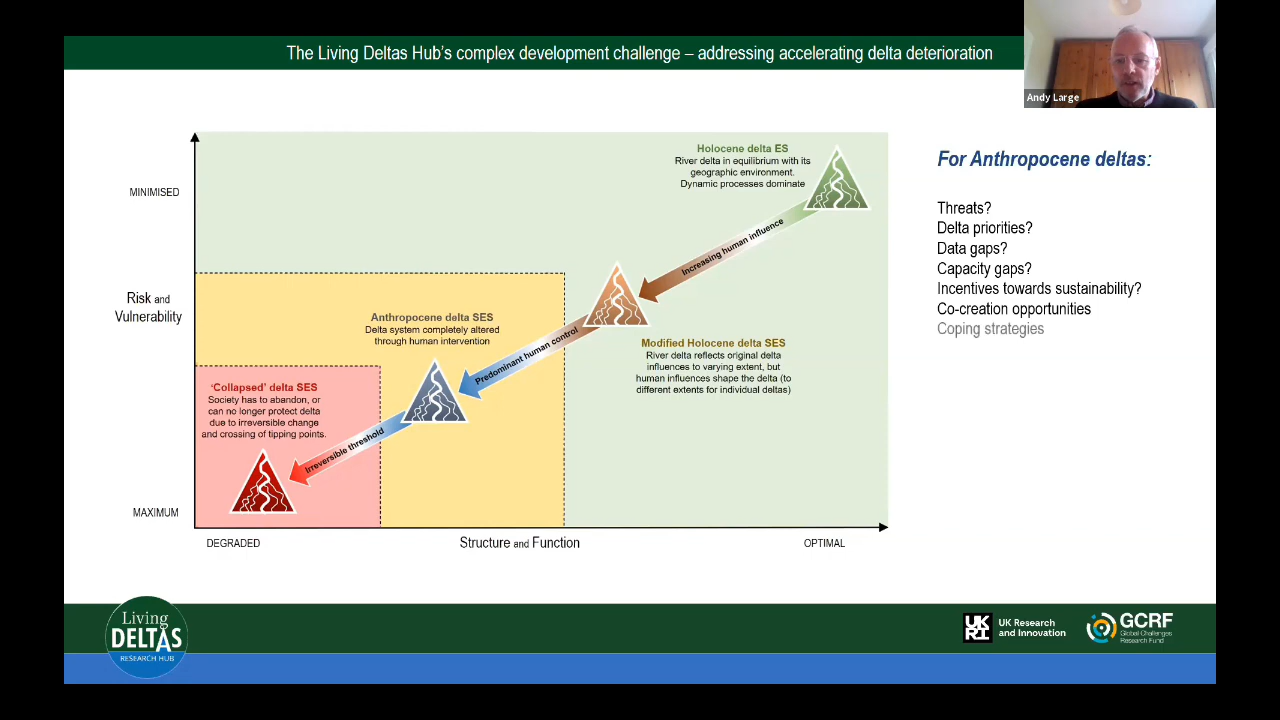 The Living Deltas Hub's complex development challenge – addressing accelerating delta deterioration
Andy Large
MINIMISED
Risk and
Vulnerability
MAXIMUM
DEGRADED
Structure and Function
OPTIMAL
Holocene delta ES
River delta in equilibrium with its
geographic environment.
Dynamic processes dominate
Increasing human influence
Modified Holocene delta SES
River delta reflects original delta
influences to varying extent, but
human influences shape the delta (to
different extents for individual deltas)
Predominant human control
Anthropocene delta SES
Delta system completely altered
through human intervention
Irreversible threshold
'Collapsed' delta SES
Society has to abandon, or
can no longer protect delta
due to irreversible change
and crossing of tipping points.
For Anthropocene deltas:
Threats?
Delta priorities?
Data gaps?
Capacity gaps?
Incentives towards sustainability?
Co-creation opportunities
Coping strategies
Living
DELTAS
RESEARCH HUB
UK
RI
UK Research
and Innovation
GCRF
Global Challenges
Research Fund